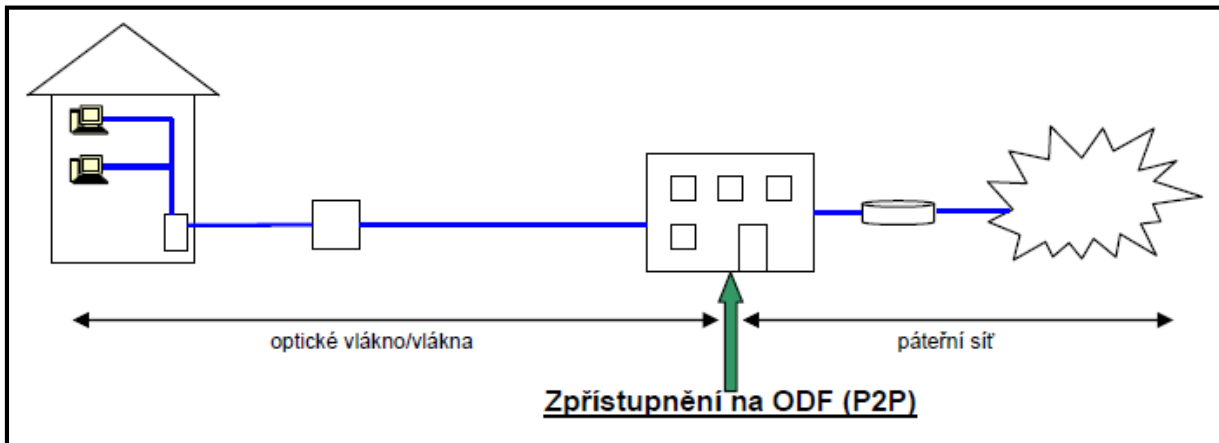 optické vlákno/vlákna
páteřní síť
Zpřístupnění na ODF (P2P)